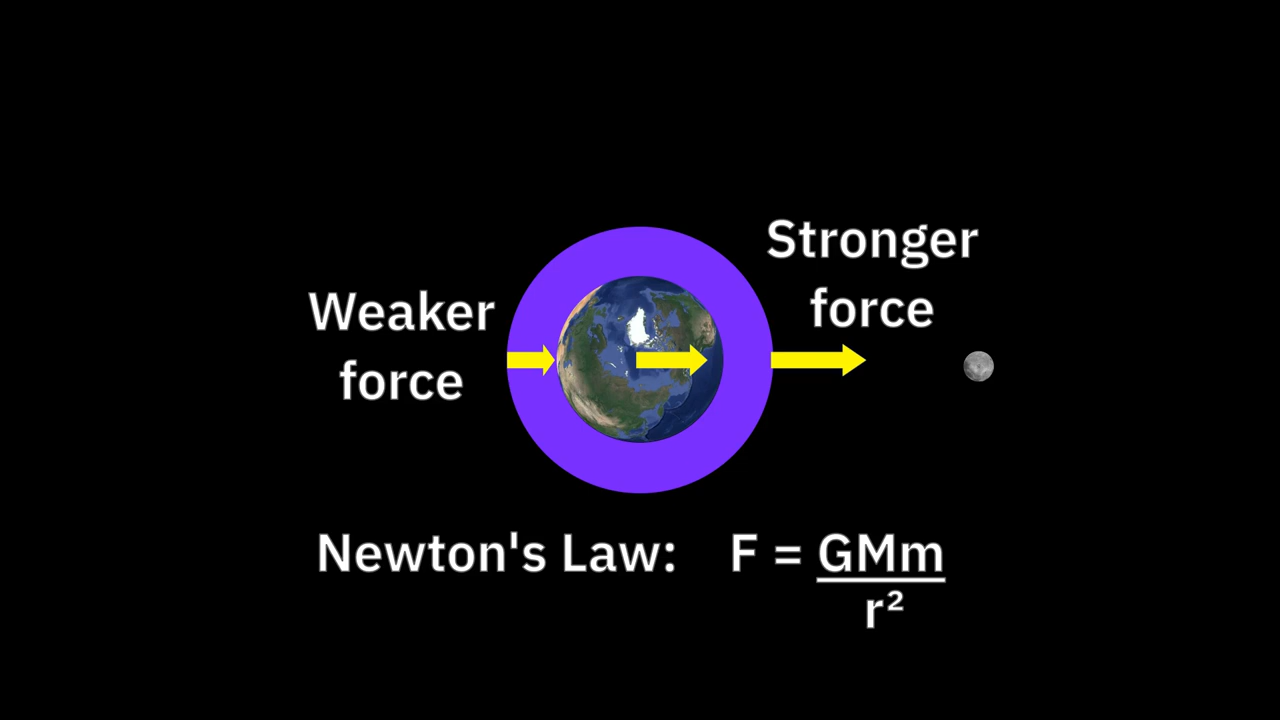 Stronger
force
Weaker
force
Newton's Law: F = GMm
r²